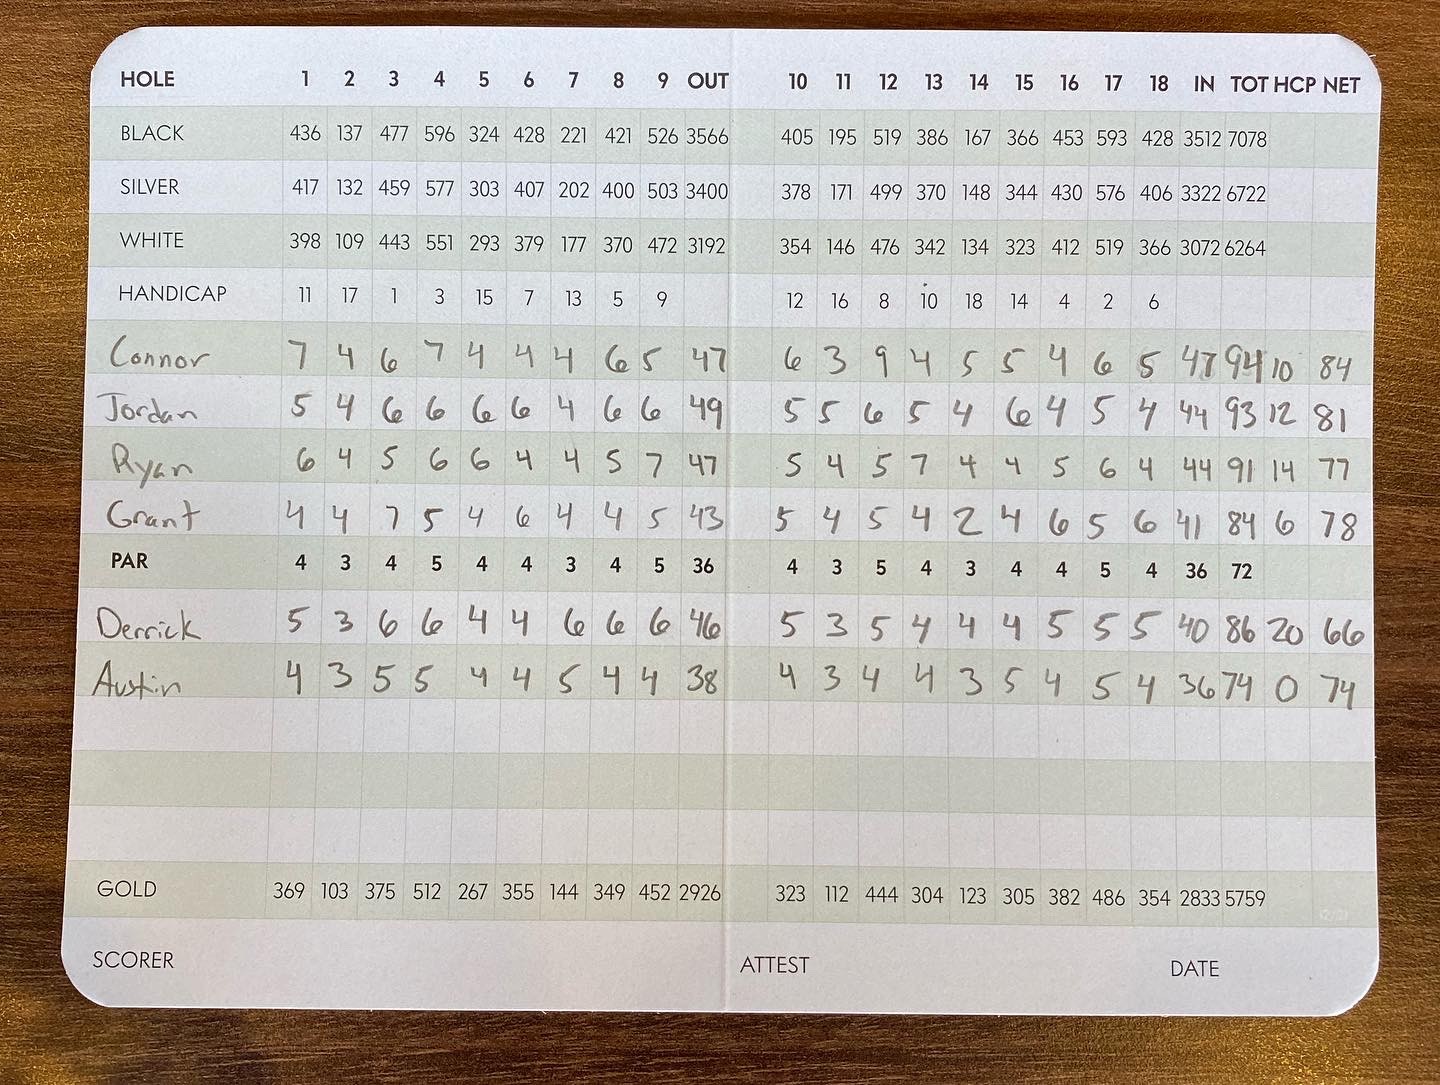 HOLE 1 2 3 4 5 6 7 8 9 OUT 10 11 12 13 14 15 16 17 18 IN TOT HCP NET
BLACK 436 137 477 596 324 428 221 421 526 3566 405 195 519 386 167 366 453 593 428 3512 7078
SILVER 417 132 459 577 303 407 202 400 503 3400 378 171 499 370 148 344 430 576 406 3322 6722
WHITE 398 109 443 551 293 379 177 370 472 3192 354 146 476 342 134 323 412 519 366 3072 6264
HANDICAP 11 17 1 3 15 7 13 5 9 12 16 8 10 18 14 4 2 6
Connor 7 4 6 7 4 4 4 6 5 47 6 3 9 4 5 5 4 6 5 47 94 10 84
Jordan 5 4 6 6 6 6 4 6 6 49 5 5 6 5 4 6 4 5 4 44 93 12 81
Ryan 6 4 5 6 6 4 4 5 7 47 5 4 5 7 4 4 5 6 4 44 91 14 77
Grant 4 4 7 5 4 6 4 4 5 43 5 4 5 4 2 4 6 5 6 41 84 6 78
PAR 4 3 4 5 4 4 3 4 5 36 4 3 5 4 3 4 4 5 4 36 72
Derrick 5 3 6 6 4 4 6 6 6 46 5 3 5 4 4 4 5 5 5 40 86 20 66
Austin 4 3 5 5 4 4 5 4 4 38 4 3 4 4 3 5 4 5 4 36 74 0 74
GOLD 369 103 375 512 267 355 144 349 452 2926 323 112 444 304 123 305 382 486 354 2833 5759
SCORER ATTEST DATE